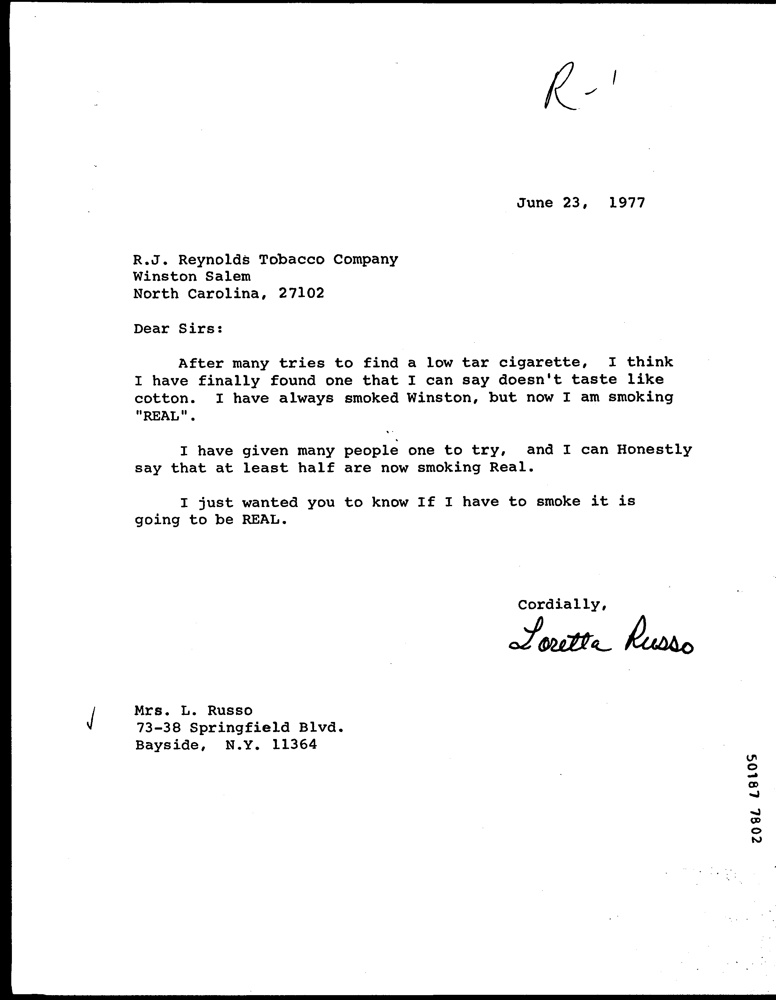 R-1
June 23, 1977
R.J. Reynolds Tobacco Company
Winston Salem
North Carolina, 27102
Dear Sirs:
After many tries to find a low tar cigarette, I think
I have finally found one that I can say doesn't taste like
cotton. I have always smoked Winston, but now I am smoking
"REAL".
I have given many people one to try, and I can Honestly
say that at least half are now smoking Real.
I just wanted you to know If I have to smoke it is
going to be REAL.
Cordially,
Loretta Russo
Mrs. L. Russo
73-38 Springfield Blvd.
Bayside, N.Y. 11364
50187 7802